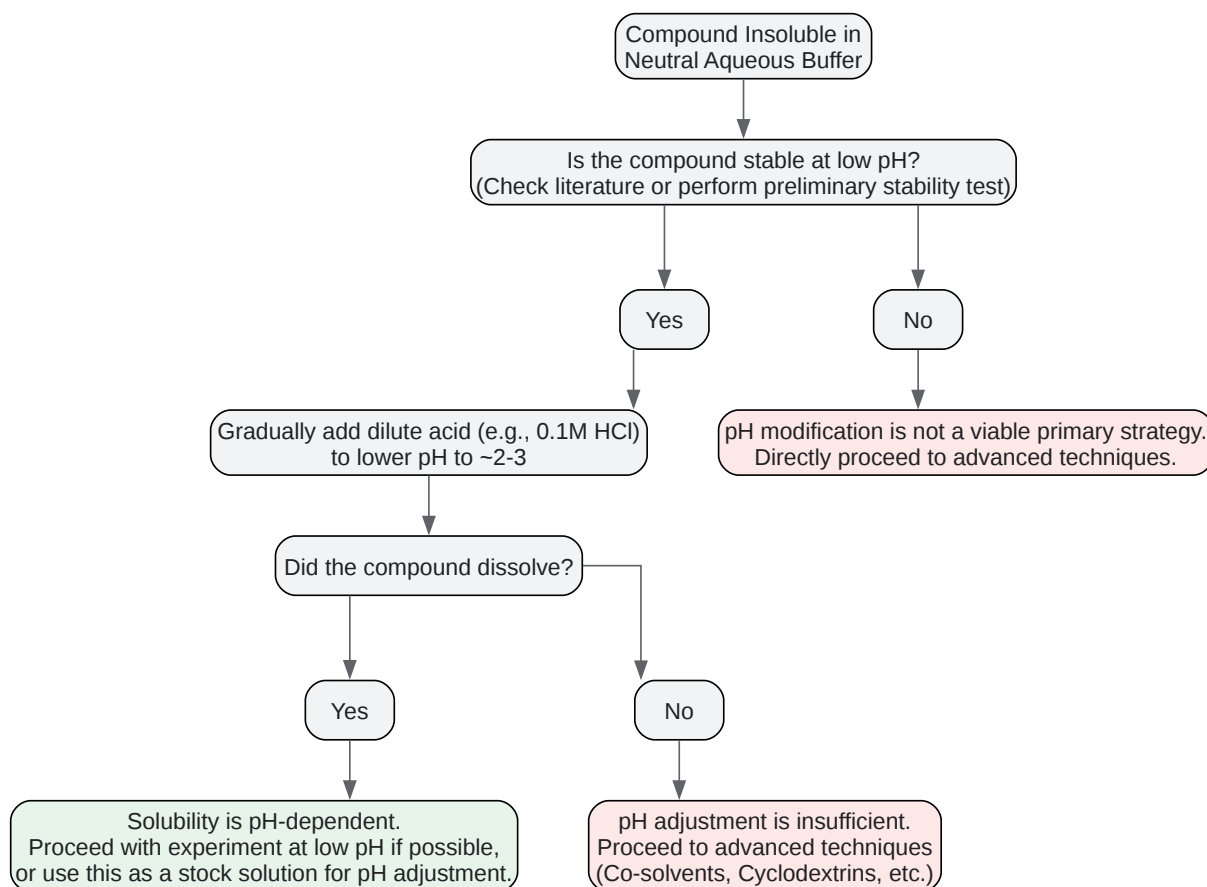 Compound Insoluble in
Neutral Aqueous Buffer
Is the compound stable at low pH?
(Check literature or perform preliminary stability test)
Yes
No
Gradually add dilute acid (e.g., 0.1M HCl)
to lower pH to ~2-3
pH modification is not a viable primary strategy.
Directly proceed to advanced techniques.
Did the compound dissolve?
Yes
No
Solubility is pH-dependent.
Proceed with experiment at low pH if possible,
or use this as a stock solution for pH adjustment.
pH adjustment is insufficient.
Proceed to advanced techniques
(Co-solvents, Cyclodextrins, etc.)